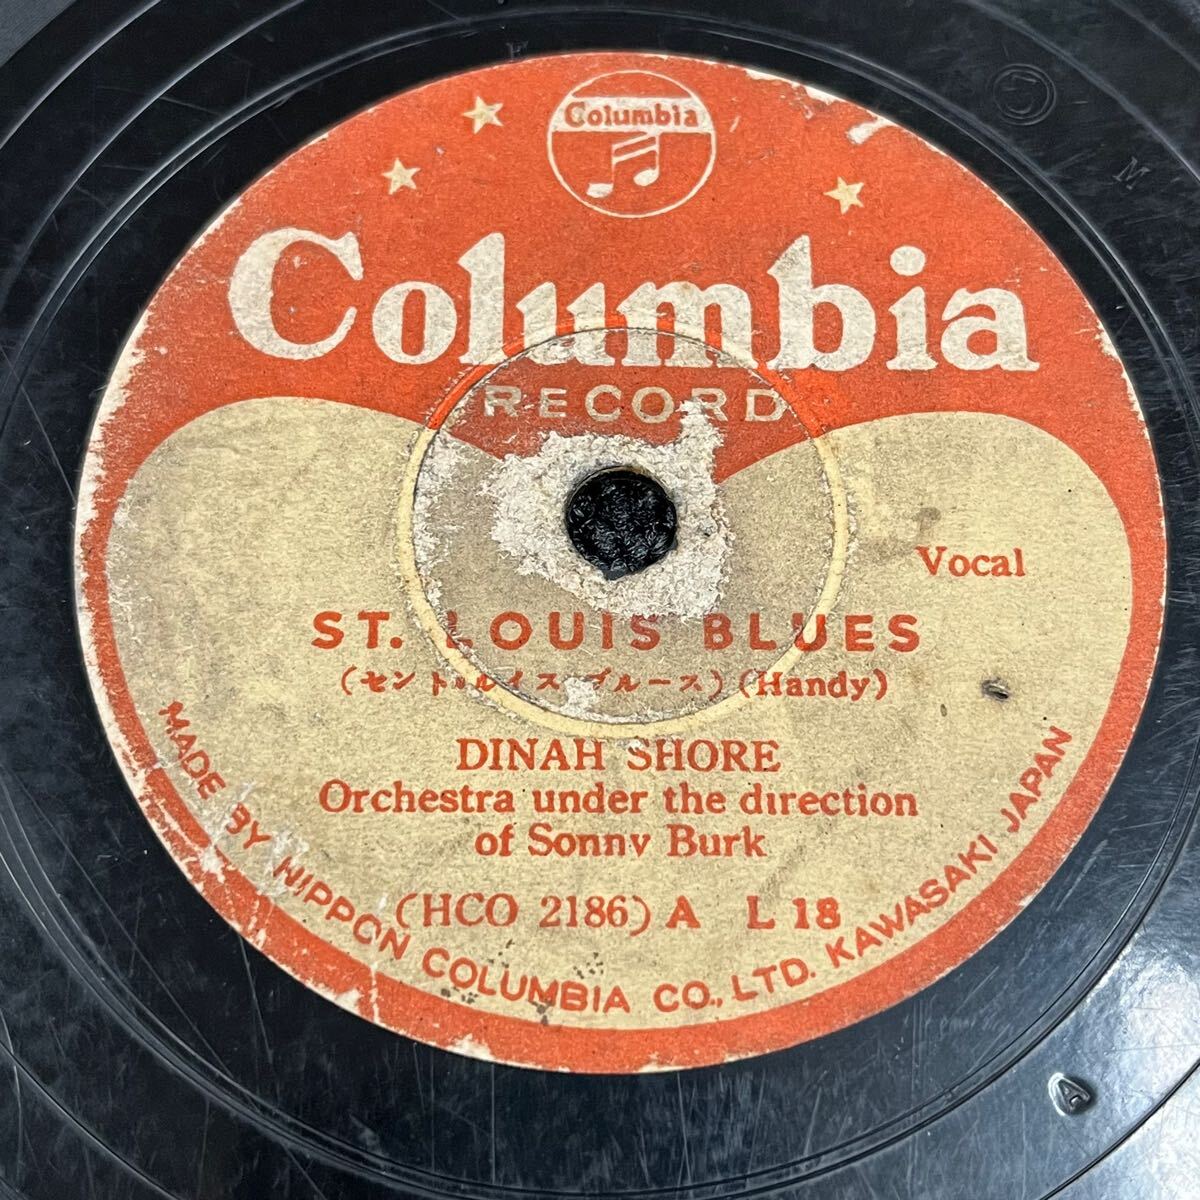 Columbia
Columbia
RECORD
Vocal
ST. LOUIS BLUES
(セント・ルイス・ブルース) (Handy)
DINAH SHORE
Orchestra under the direction
of Sonny Burk
(HCO 2186) A L 18
MADE BY NIPPON COLUMBIA CO., LTD. KAWASAKI JAPAN
M
A